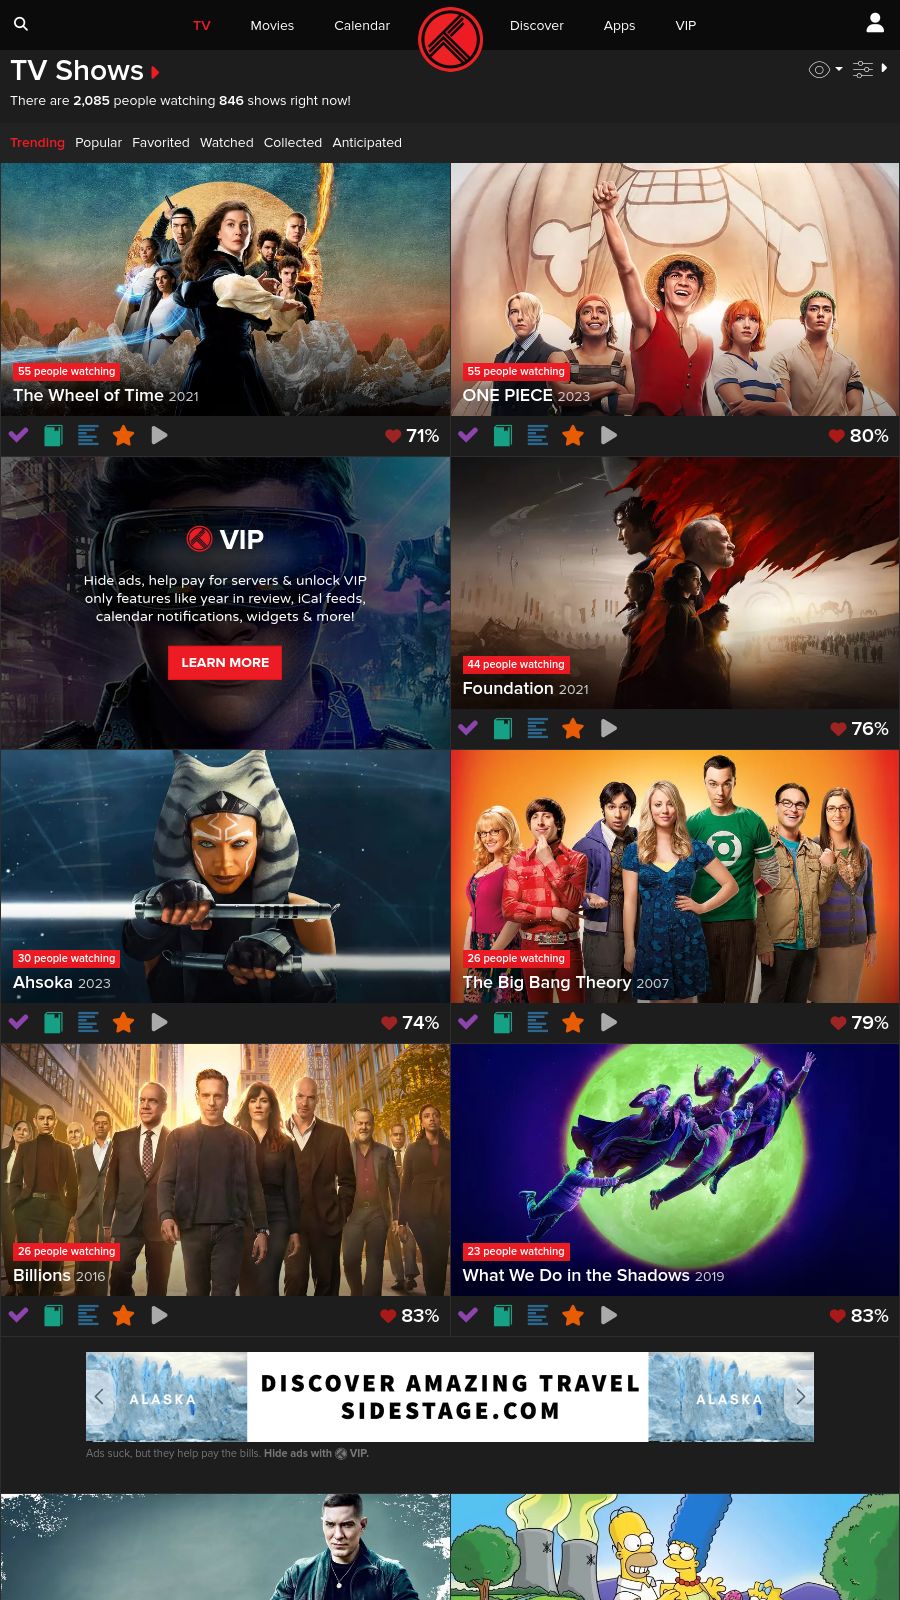 TV
Movies
Calendar
Discover
Apps
VIP
TV Shows
There are 2,085 people watching 846 shows right now!
Trending Popular Favorited Watched Collected Anticipated
55 people watching
The Wheel of Time 2021
71%
55 people watching
ONE PIECE 2023
80%
VIP
Hide ads, help pay for servers & unlock VIP
only features like year in review, iCal feeds,
calendar notifications, widgets & more!
LEARN MORE
44 people watching
Foundation 2021
76%
30 people watching
Ahsoka 2023
74%
26 people watching
The Big Bang Theory 2007
79%
26 people watching
Billions 2016
83%
23 people watching
What We Do in the Shadows 2019
83%
ALASKA
DISCOVER AMAZING TRAVEL
SIDESTAGE.COM
ALASKA
Ads suck, but they help pay the bills. Hide ads with VIP.